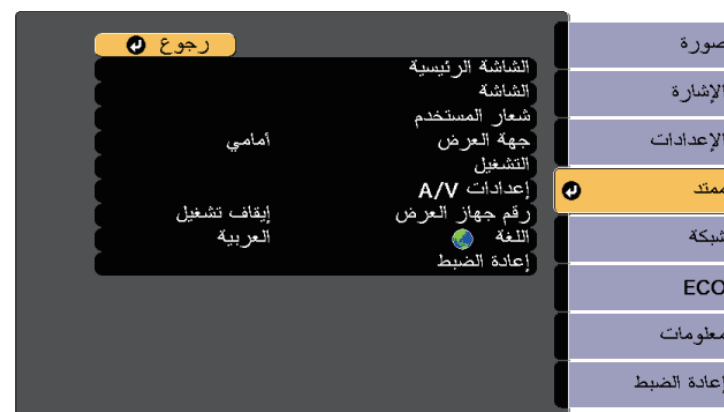 صورة
الإشارة
الإعدادات
ممتد
شبكة
ECO
معلومات
إعادة الضبط
رجوع
الشاشة الرئيسية
الشاشة
شعار المستخدم
جهة العرض أمامي
التشغيل
إعدادات A/V
رقم جهاز العرض إيقاف تشغيل
اللغة العربية
إعادة الضبط